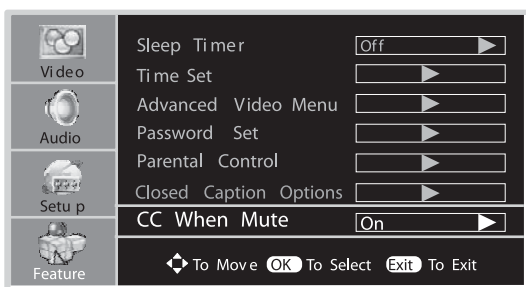 Video
Audio
Setup
Feature
Sleep Timer Off
Time Set
Advanced Video Menu
Password Set
Parental Control
Closed Caption Options
CC When Mute On
To Move OK To Select Exit To Exit